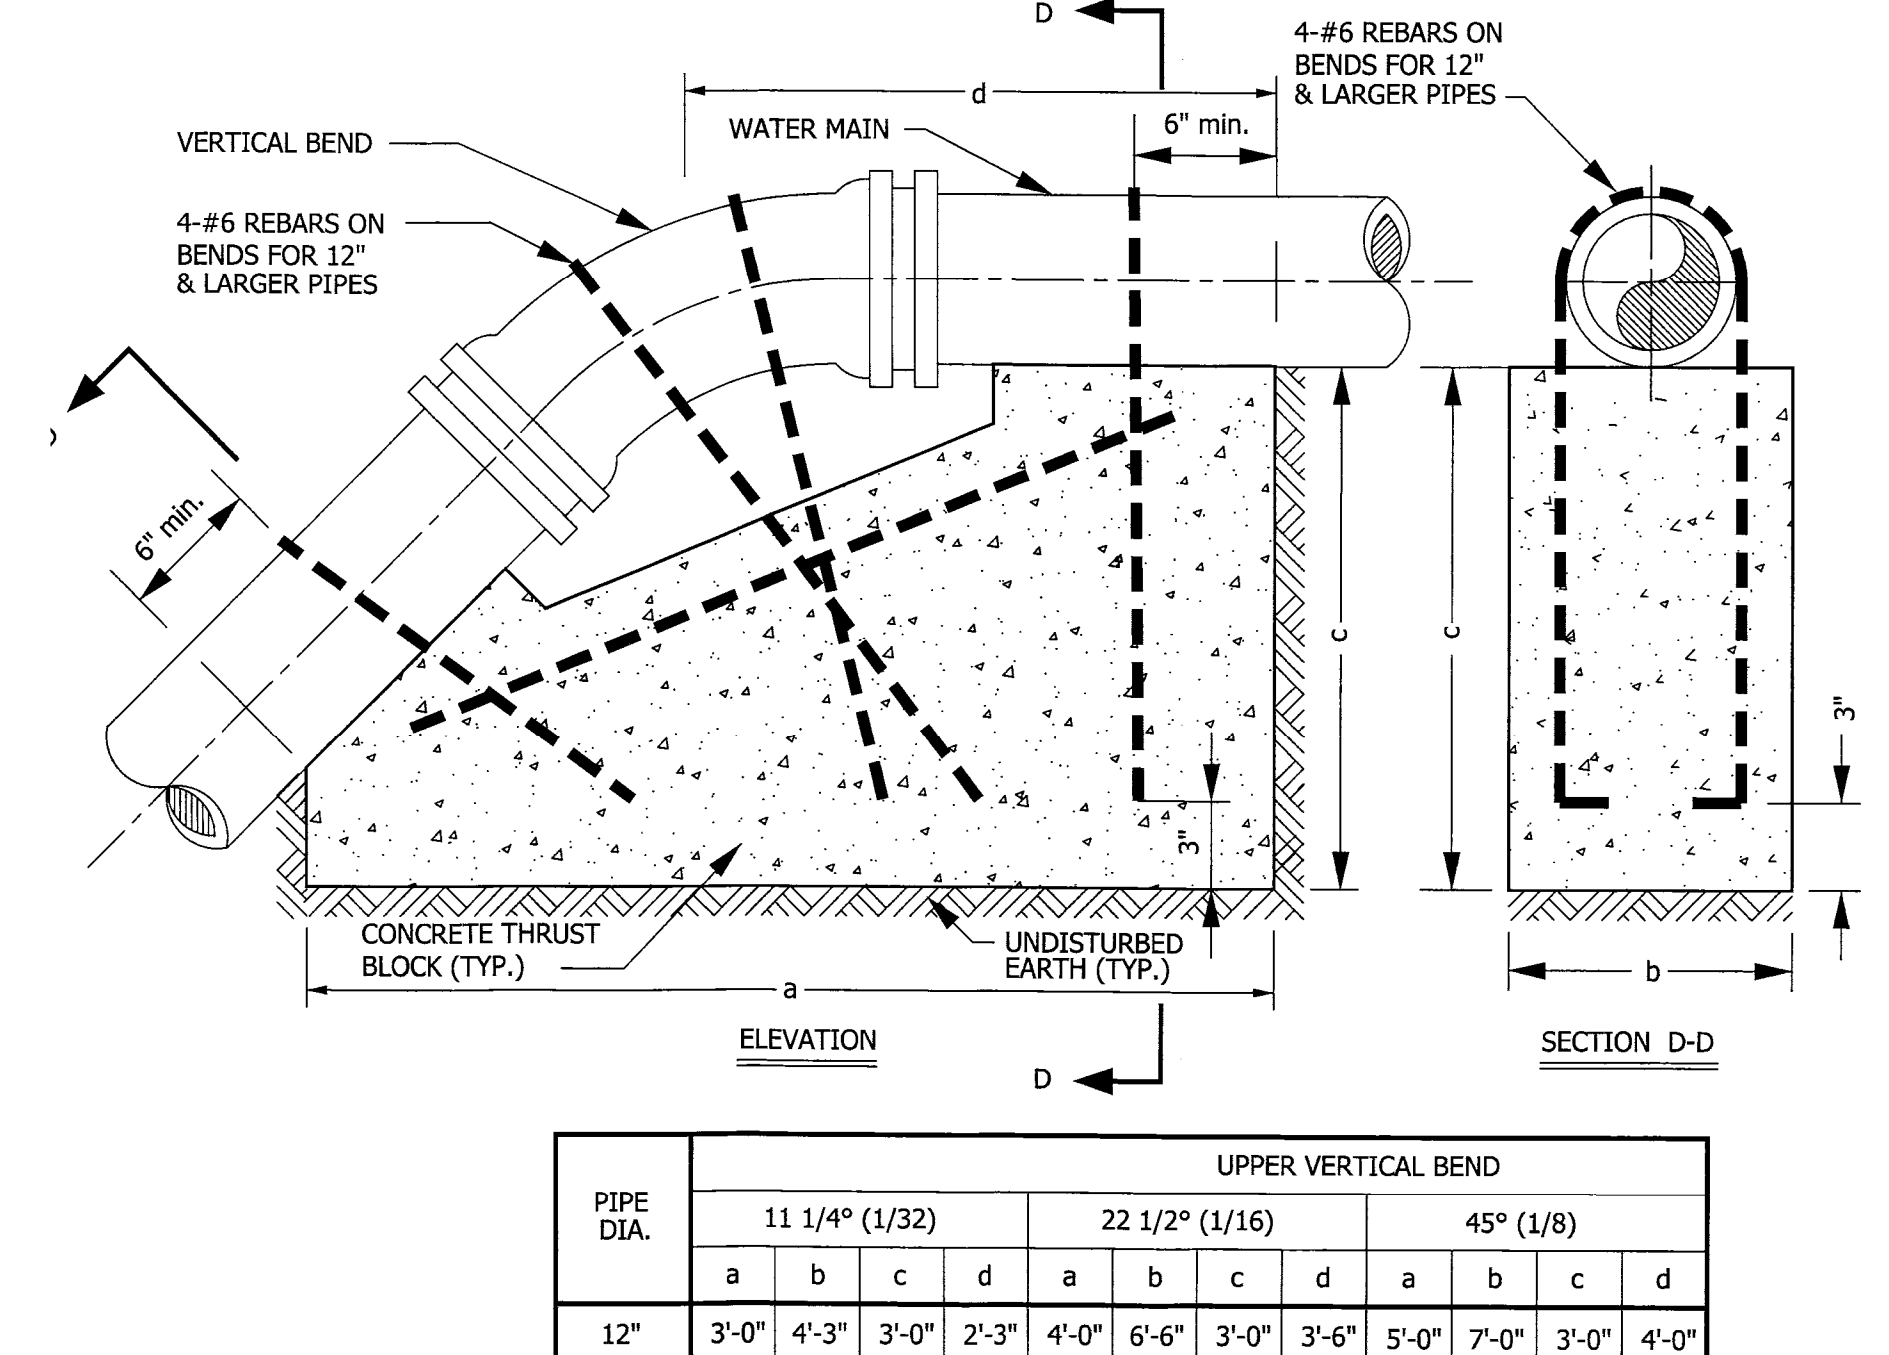 D
4-#6 REBARS ON
BENDS FOR 12"
& LARGER PIPES
d
WATER MAIN
6" min.
VERTICAL BEND
4-#6 REBARS ON
BENDS FOR 12"
& LARGER PIPES
6" min.
c
c
3"
3"
CONCRETE THRUST
BLOCK (TYP.)
UNDISTURBED
EARTH (TYP.)
a
b
ELEVATION
SECTION D-D
D
PIPE
DIA.
UPPER VERTICAL BEND
11 1/4° (1/32) 22 1/2° (1/16) 45° (1/8)
a b c d a b c d a b c d
12" 3'-0" 4'-3" 3'-0" 2'-3" 4'-0" 6'-6" 3'-0" 3'-6" 5'-0" 7'-0" 3'-0" 4'-0"